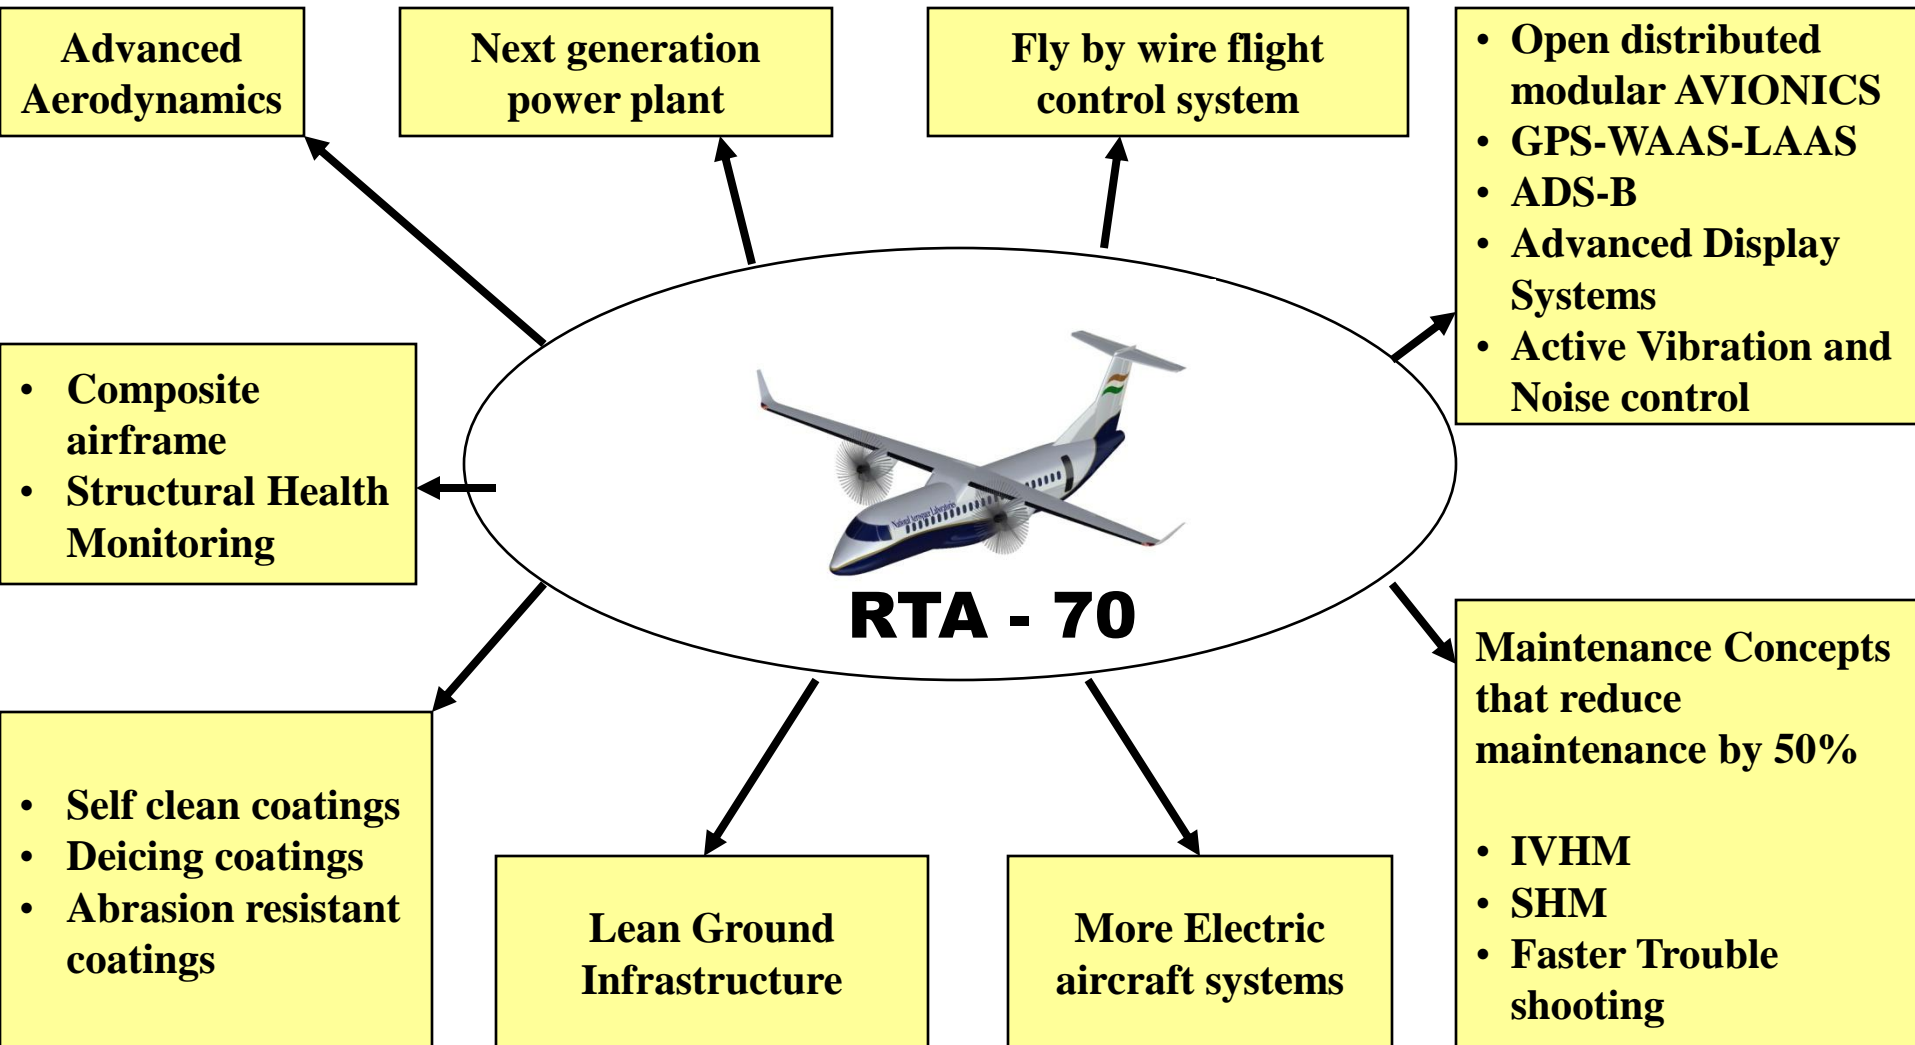 Advanced
Aerodynamics
Next generation
power plant
Fly by wire flight
control system
• Open distributed
modular AVIONICS
• GPS-WAAS-LAAS
• ADS-B
• Advanced Display
Systems
• Active Vibration and
Noise control
• Composite
airframe
• Structural Health
Monitoring
National Aerospace Laboratories
RTA - 70
Maintenance Concepts
that reduce
maintenance by 50%
• IVHM
• SHM
• Faster Trouble
shooting
• Self clean coatings
• Deicing coatings
• Abrasion resistant
coatings
Lean Ground
Infrastructure
More Electric
aircraft systems